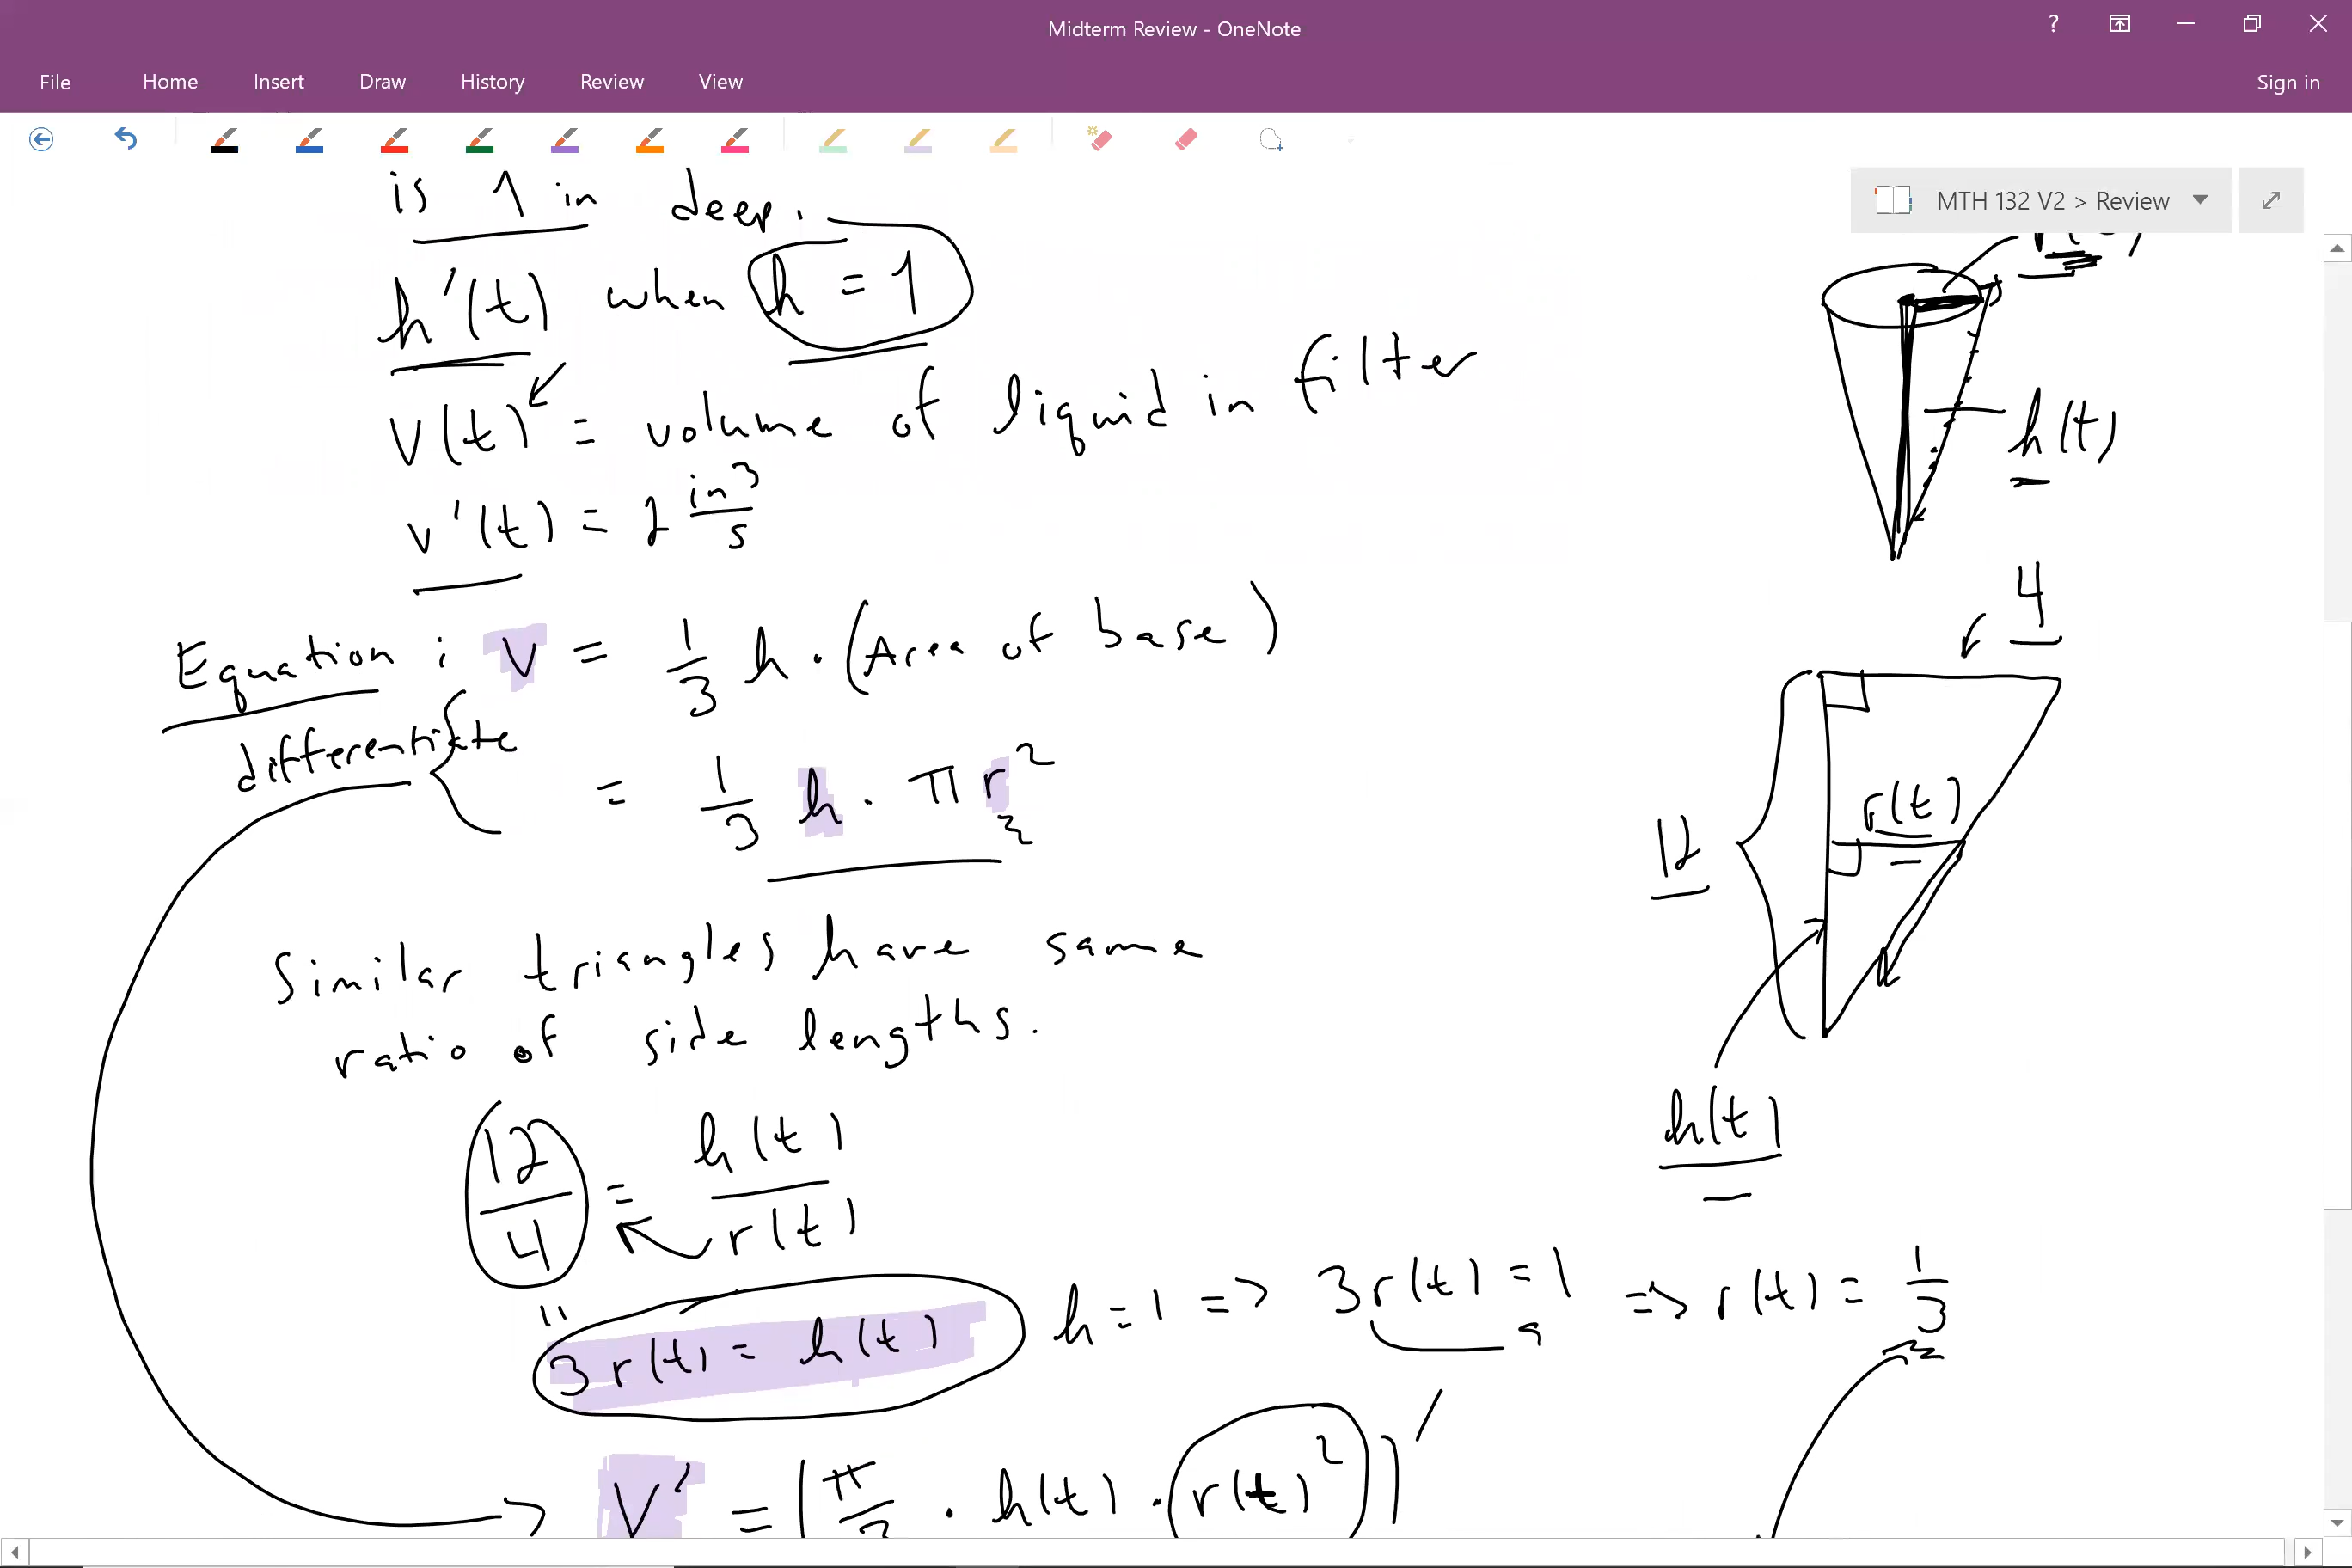 Midterm Review - OneNote
?
File Home Insert Draw History Review View
Sign in
MTH 132 V2 > Review
is 1 in deep.
h'(t) when h = 1
V(t) = volume of liquid in filter
v'(t) = 2 in³/s
h(t)
Equation : V = 1/3 h · (Area of base)
differentiate
= 1/3 h · π r²
4
12
r(t)
h(t)
Similar triangles have same
ratio of side lengths.
12/4 = h(t)/r(t)
3r(t) = h(t)
h = 1 => 3r(t) = 1 => r(t) = 1/3
V' = (π/3 · h(t) · r(t)²)'